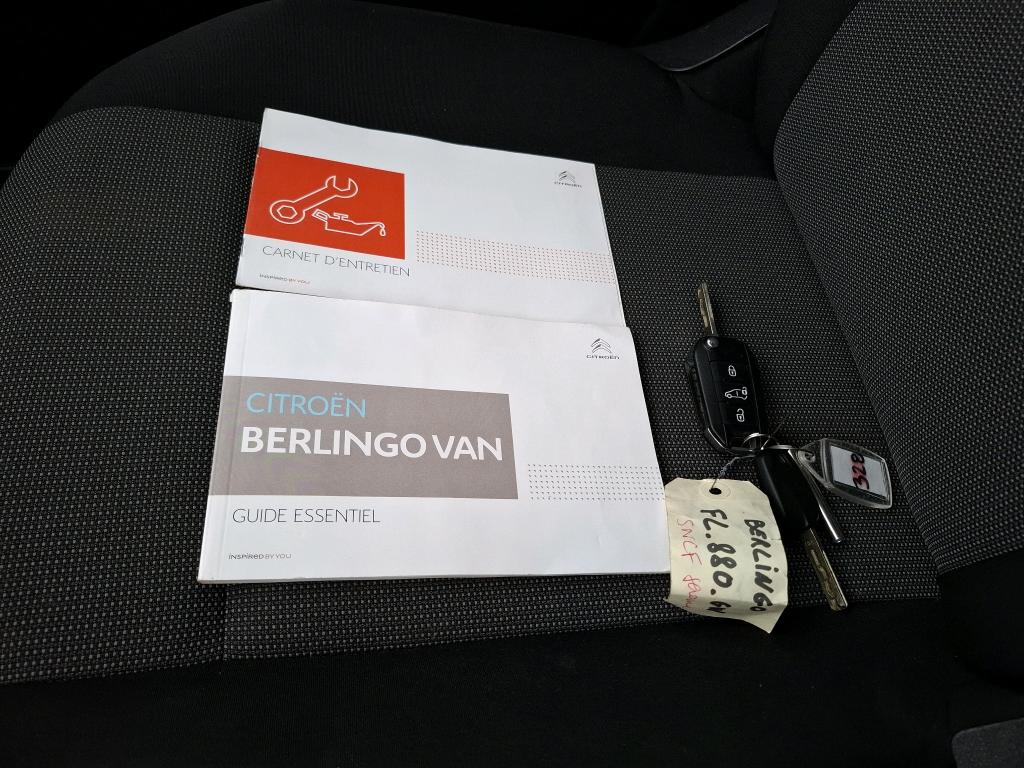 CITROËN
CARNET D'ENTRETIEN
INSPIRED BY YOU
CITROËN
CITROËN
BERLINGO VAN
GUIDE ESSENTIEL
INSPIRED BY YOU
328
BERLINGO
FL.880.
SNCF